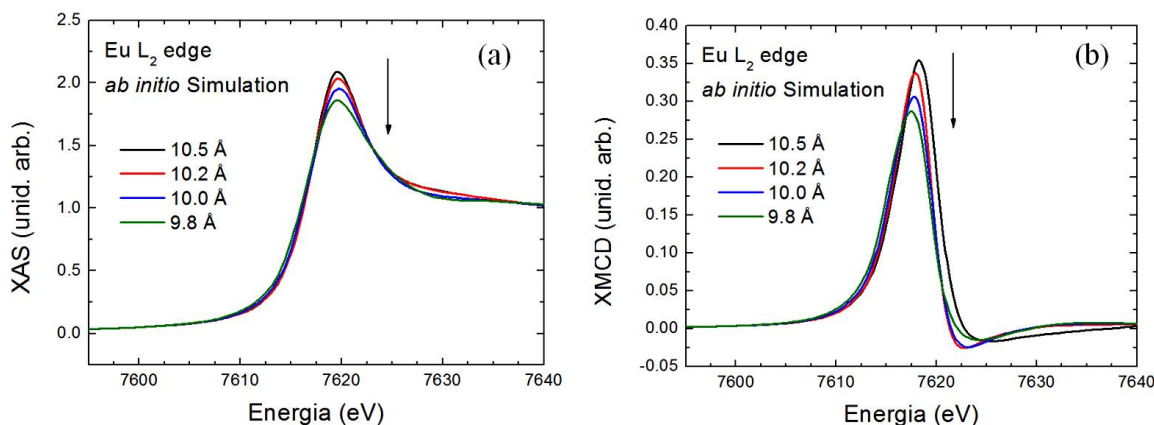 Eu L₂ edge
ab initio Simulation
(a)
10.5 Å
10.2 Å
10.0 Å
9.8 Å
XAS (unid. arb.)
2.5
2.0
1.5
1.0
0.5
0.0
7600 7610 7620 7630 7640
Energia (eV)
Eu L₂ edge
ab initio Simulation
(b)
10.5 Å
10.2 Å
10.0 Å
9.8 Å
XMCD (unid. arb.)
0.40
0.35
0.30
0.25
0.20
0.15
0.10
0.05
0.00
-0.05
7600 7610 7620 7630 7640
Energia (eV)